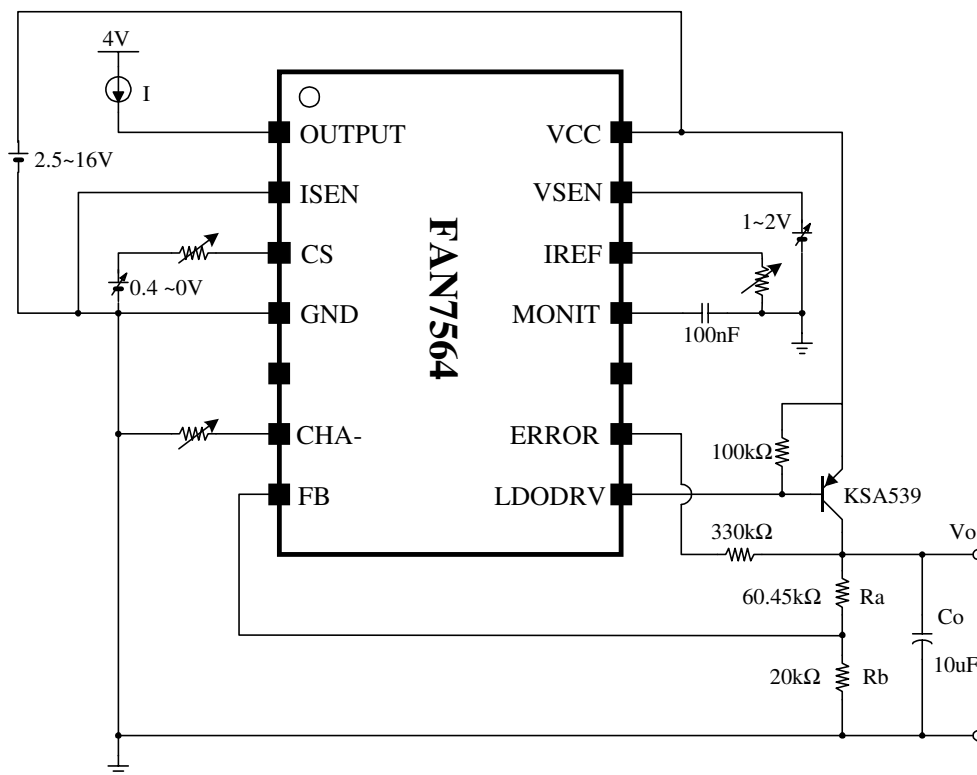 4V
I
2.5~16V
OUTPUT
VCC
ISEN
VSEN
1~2V
CS
IREF
0.4 ~0V
GND
MONIT
100nF
FAN7564
CHA-
ERROR
100kΩ
FB
LDODRV
KSA539
330kΩ
Vo
60.45kΩ
Ra
Co
10uF
20kΩ
Rb